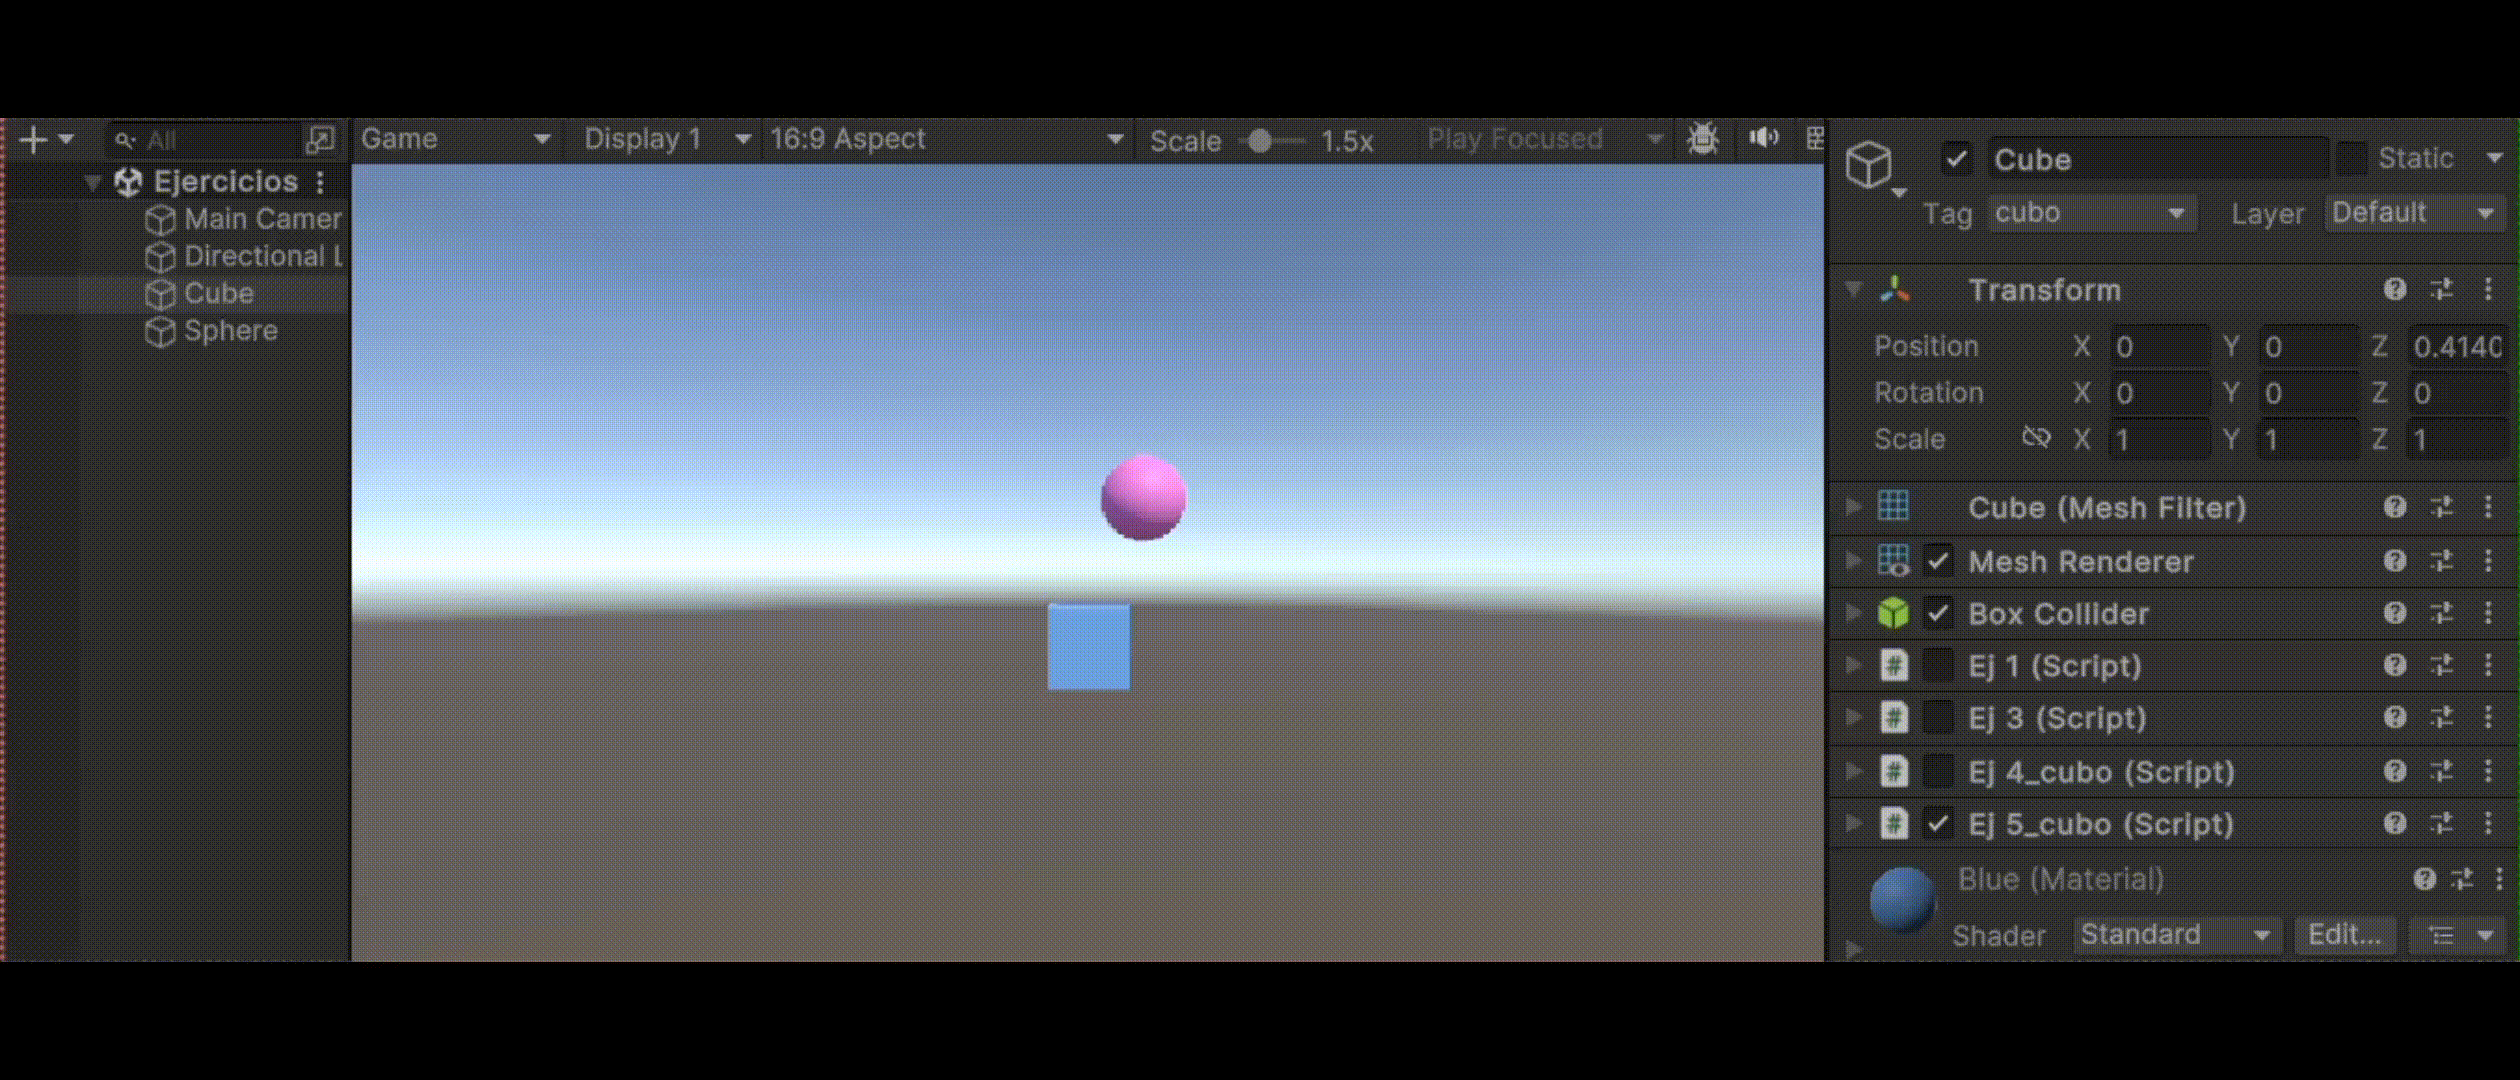 All
Ejercicios
Main Camer
Directional L
Cube
Sphere
Game Display 1 16:9 Aspect Scale 1.5x Play Focused
Cube Static
Tag cubo Layer Default
Transform
Position X 0 Y 0 Z 0.4140
Rotation X 0 Y 0 Z 0
Scale X 1 Y 1 Z 1
Cube (Mesh Filter)
Mesh Renderer
Box Collider
# Ej 1 (Script)
# Ej 3 (Script)
# Ej 4_cubo (Script)
# Ej 5_cubo (Script)
Blue (Material)
Shader Standard Edit...